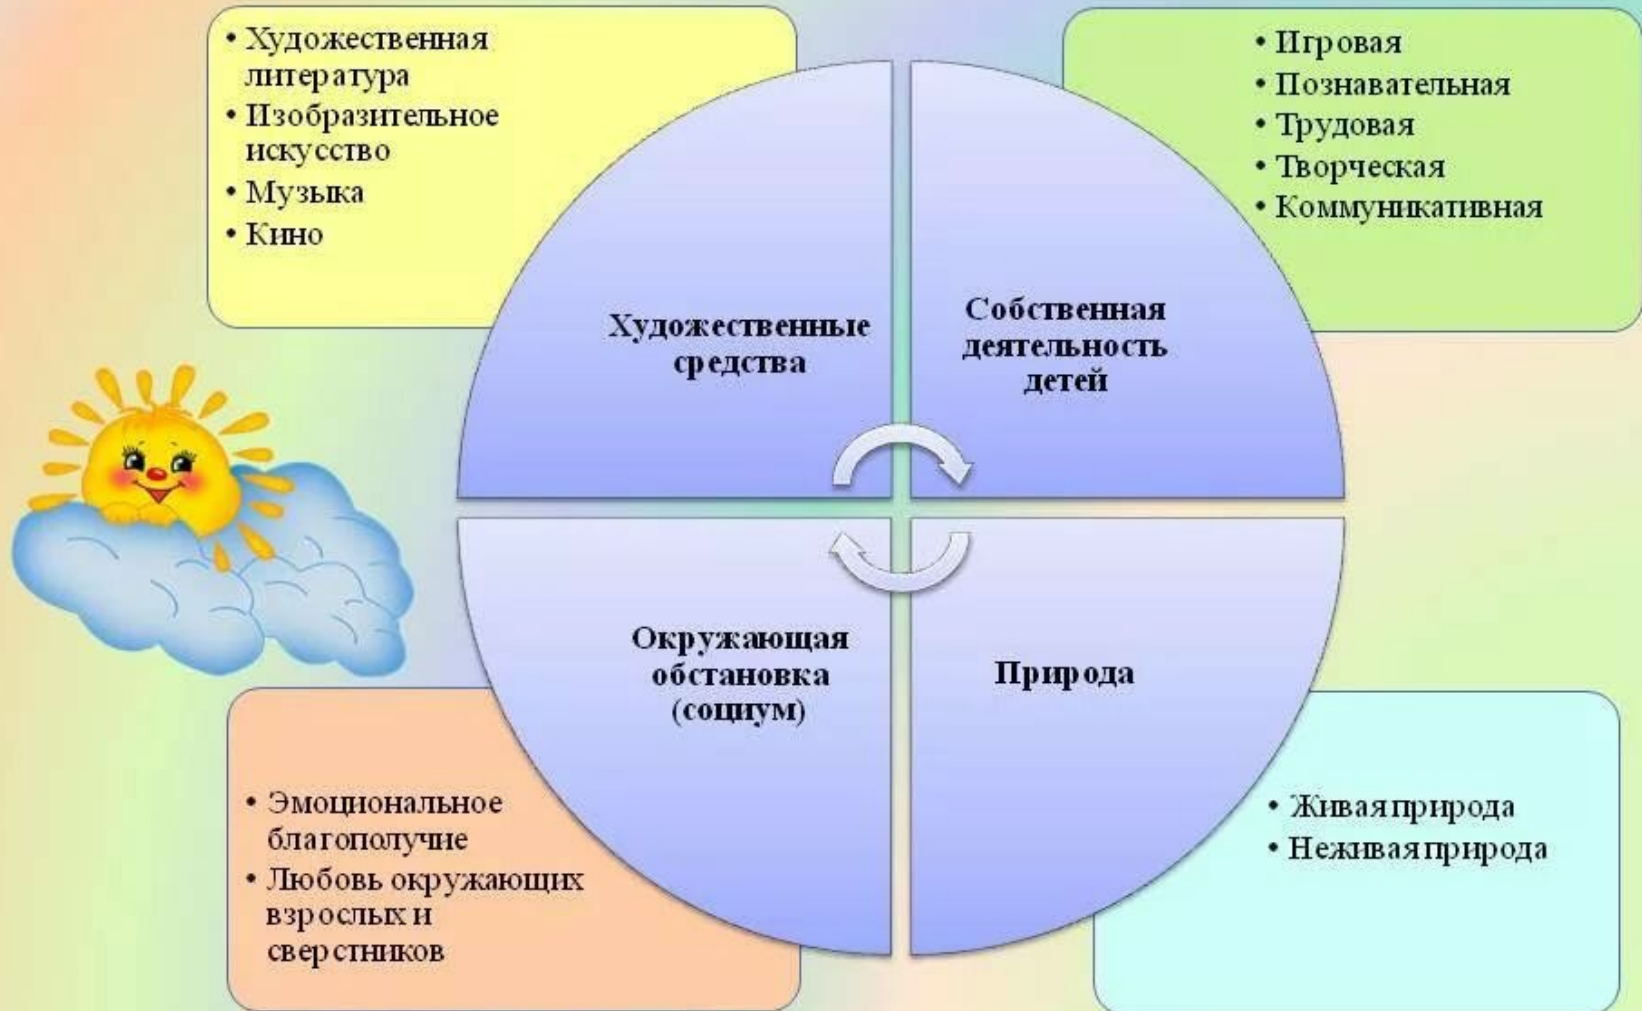 • Художественная
литература
• Изобразительное
искусство
• Музыка
• Кино
• Игровая
• Познавательная
• Трудовая
• Творческая
• Коммуникативная
Художественные
средства
Собственная
деятельность
детей
Окружающая
обстановка
(социум)
Природа
• Эмоциональное
благополучие
• Любовь окружающих
взрослых и
сверстников
• Живая природа
• Неживая природа